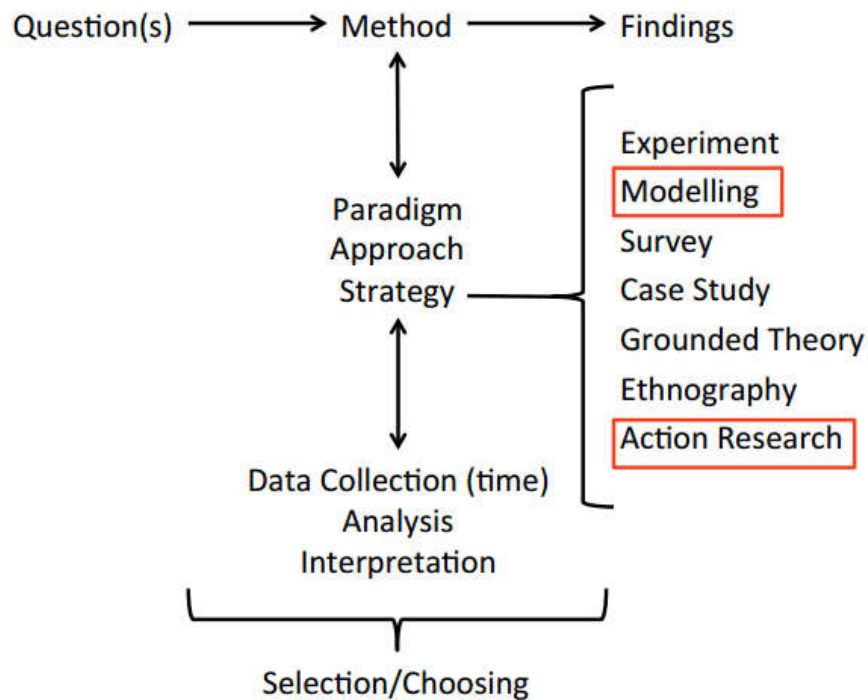 Question(s) Method Findings
Experiment
Modelling
Survey
Case Study
Grounded Theory
Ethnography
Action Research
Paradigm
Approach
Strategy
Data Collection (time)
Analysis
Interpretation
Selection/Choosing